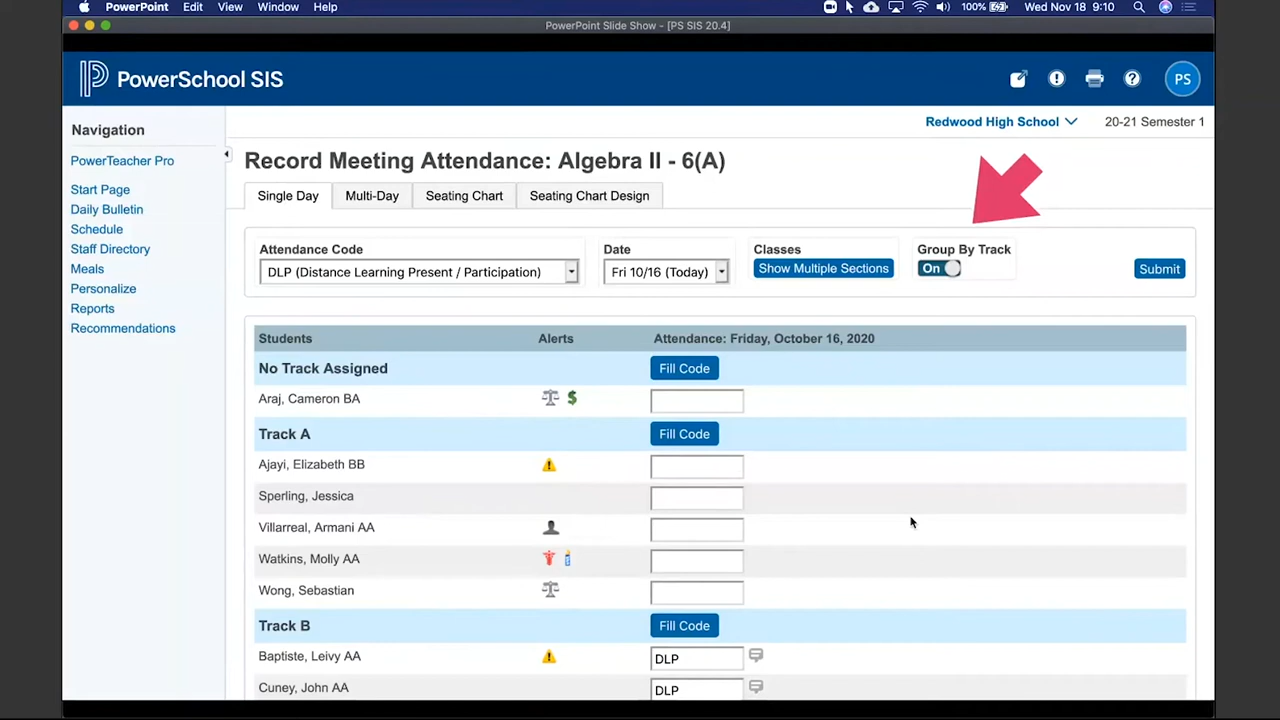 PowerPoint Edit View Window Help 100% Wed Nov 18 9:10
PowerPoint Slide Show - [PS SIS 20.4]
PowerSchool SIS PS
Redwood High School 20-21 Semester 1
Navigation
PowerTeacher Pro
Start Page
Daily Bulletin
Schedule
Staff Directory
Meals
Personalize
Reports
Recommendations
Record Meeting Attendance: Algebra II - 6(A)
Single Day Multi-Day Seating Chart Seating Chart Design
Attendance Code Date Classes Group By Track
DLP (Distance Learning Present / Participation) Fri 10/16 (Today) Show Multiple Sections On Submit
Students Alerts Attendance: Friday, October 16, 2020
No Track Assigned Fill Code
Araj, Cameron BA $
Track A Fill Code
Ajayi, Elizabeth BB
Sperling, Jessica
Villarreal, Armani AA
Watkins, Molly AA
Wong, Sebastian
Track B Fill Code
Baptiste, Leivy AA DLP
Cuney, John AA DLP